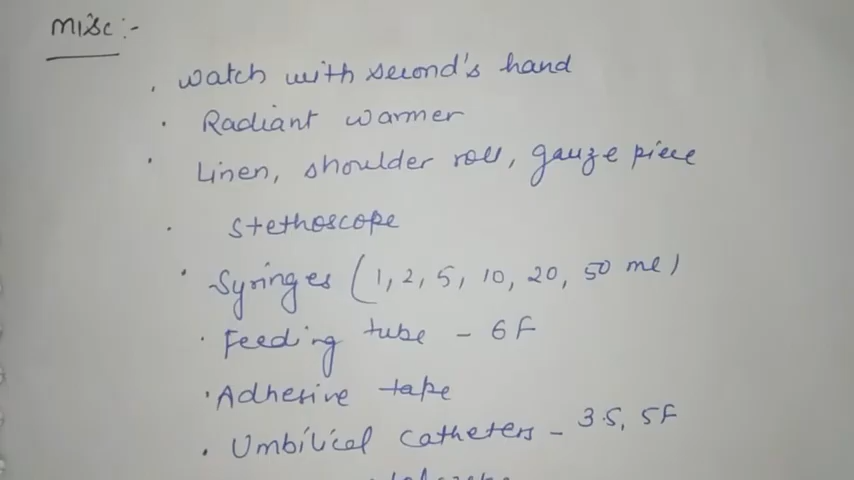 Misc :-
. Watch with second's hand
. Radiant warmer
. Linen, shoulder roll, gauze piece
. Stethoscope
. Syringes (1, 2, 5, 10, 20, 50 ml)
. Feeding tube - 6F
. Adhesive tape
. Umbilical catheters - 3.5, 5F